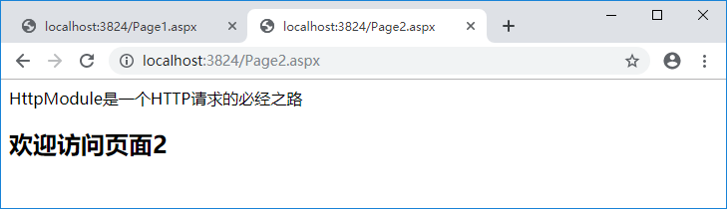 localhost:3824/Page1.aspx
localhost:3824/Page2.aspx
localhost:3824/Page2.aspx
HttpModule是一个HTTP请求的必经之路
欢迎访问页面2